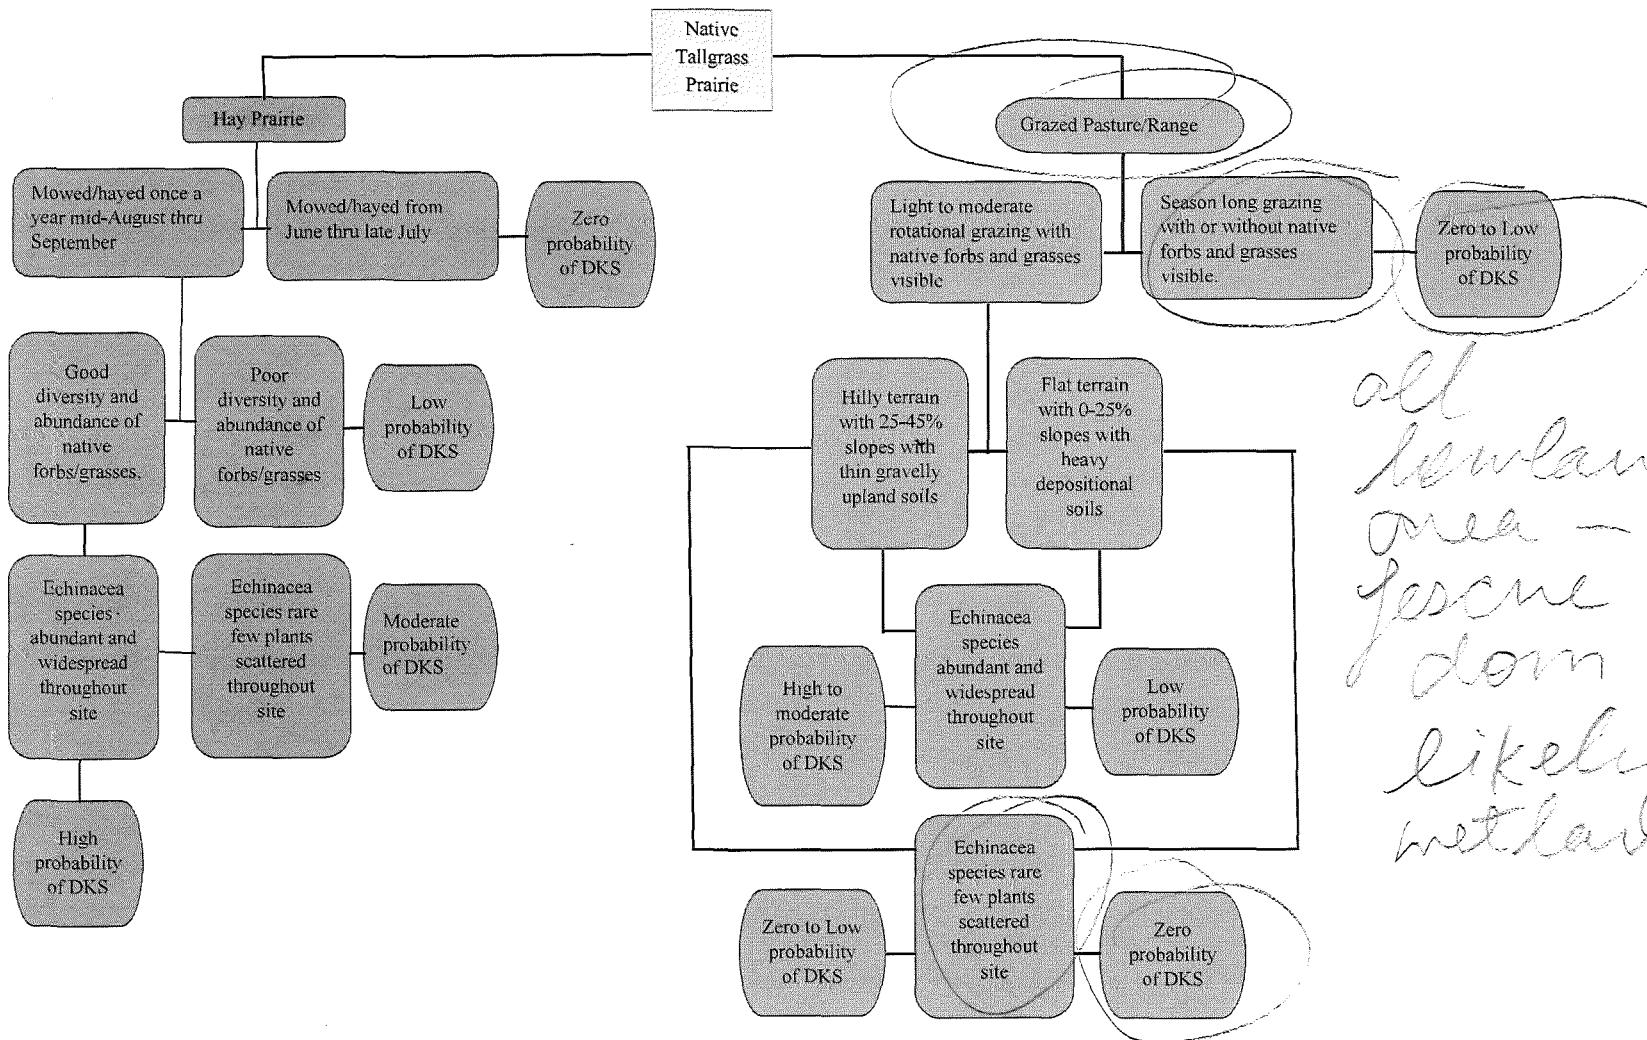 Native
Tallgrass
Prairie
Hay Prairie
Grazed Pasture/Range
Mowed/hayed once a
year mid-August thru
September
Mowed/hayed from
June thru late July
Zero
probability
of DKS
Light to moderate
rotational grazing with
native forbs and grasses
visible
Season long grazing
with or without native
forbs and grasses
visible.
Zero to Low
probability
of DKS
Good
diversity and
abundance of
native
forbs/grasses.
Poor
diversity and
abundance of
native
forbs/grasses
Low
probability
of DKS
Hilly terrain
with 25-45%
slopes with
thin gravelly
upland soils
Flat terrain
with 0-25%
slopes with
heavy
depositional
soils
all
area —
fescue
dom
Echinacea
species
abundant and
widespread
throughout
site
Echinacea
species rare
few plants
scattered
throughout
site
Moderate
probability
of DKS
Echinacea
species
abundant and
widespread
throughout
site
High to
moderate
probability
of DKS
Low
probability
of DKS
likely
High
probability
of DKS
Echinacea
species rare
few plants
scattered
throughout
site
Zero to Low
probability
of DKS
Zero
probability
of DKS